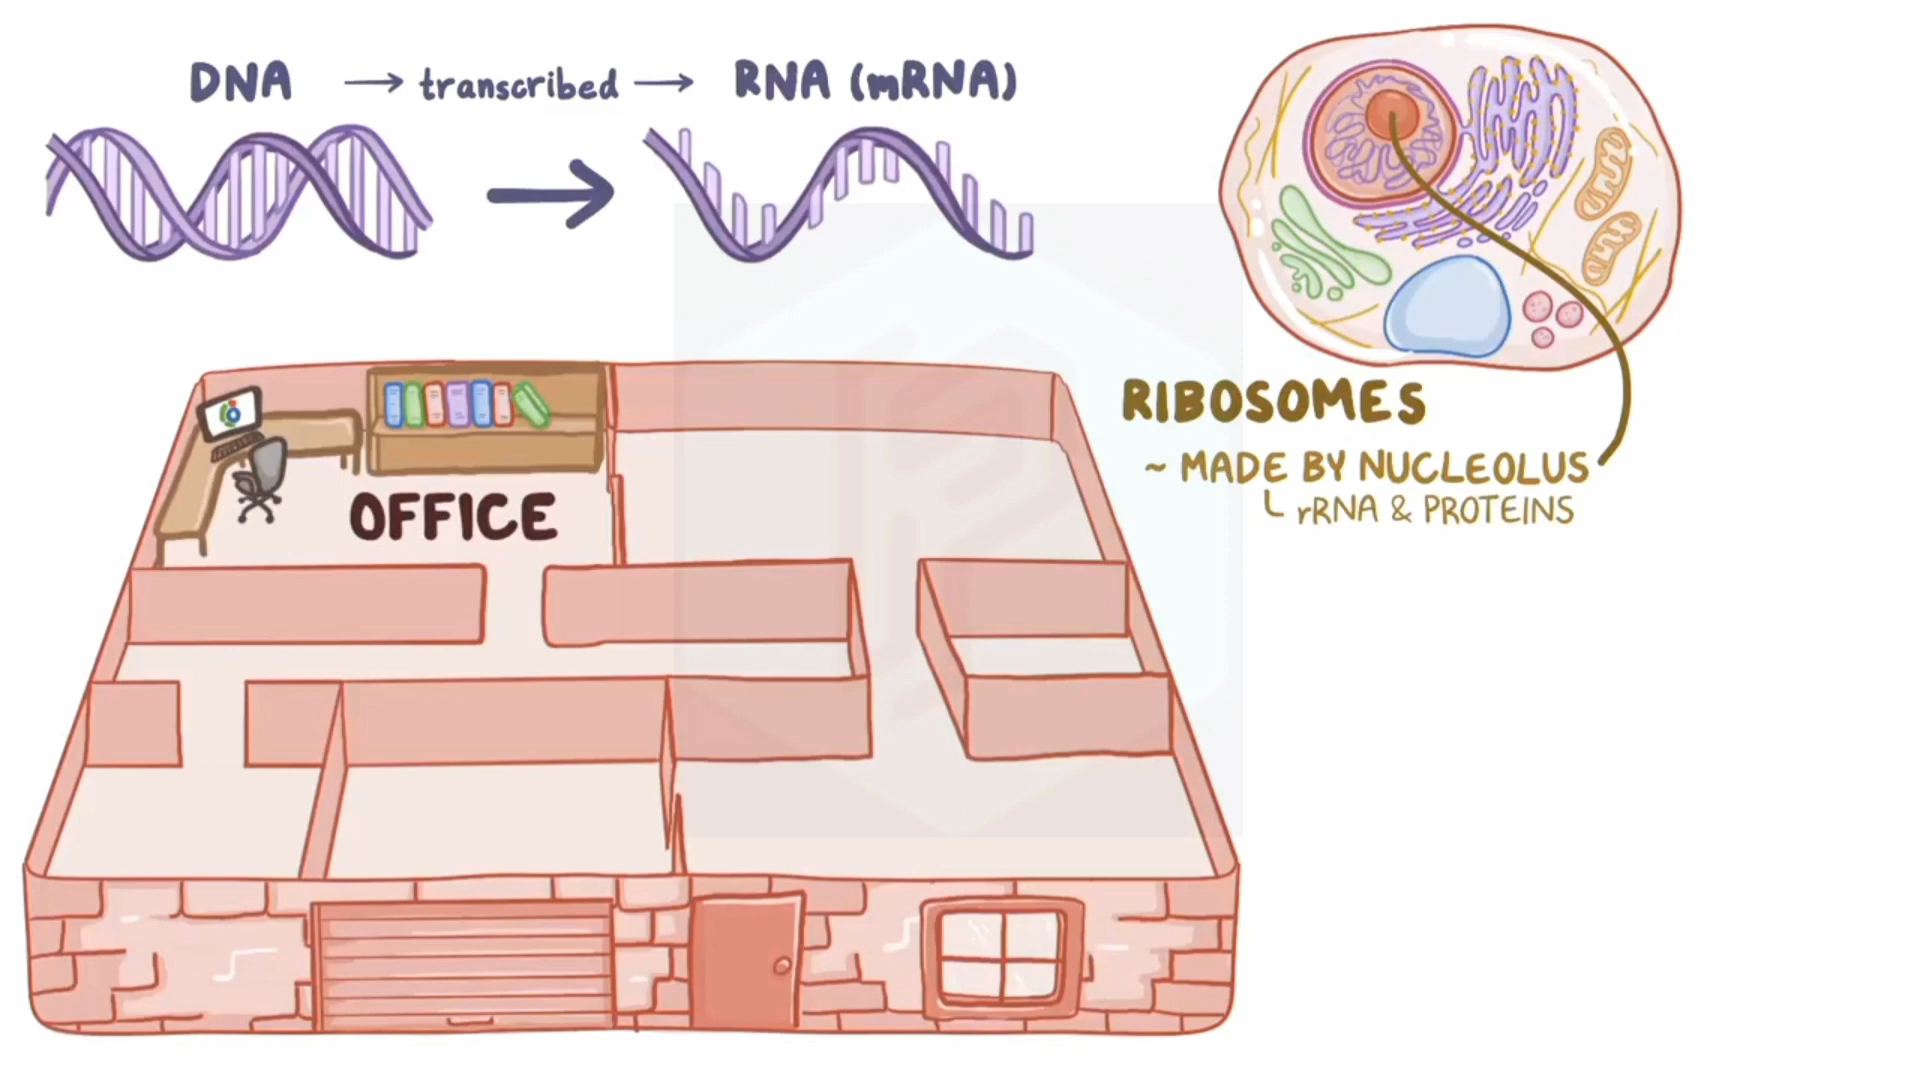 DNA → transcribed → RNA (mRNA)
OFFICE
RIBOSOMES
~ MADE BY NUCLEOLUS
rRNA & PROTEINS